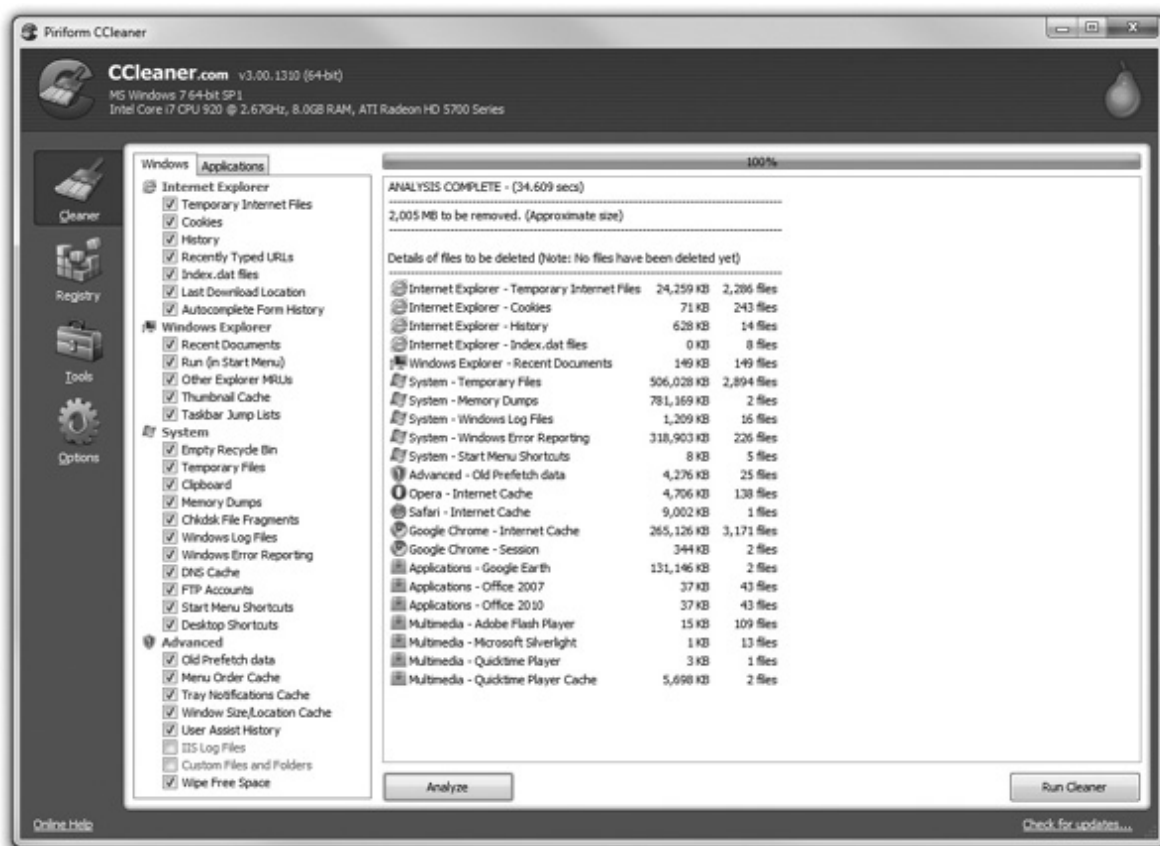 Piriform CCleaner
CCleaner.com v3.00.1310 (64-bit)
MS Windows 7 64-bit SP1
Intel Core i7 CPU 920 @ 2.67GHz, 8.0GB RAM, ATI Radeon HD 5700 Series
Cleaner
Registry
Tools
Options
Windows Applications
Internet Explorer
Temporary Internet Files
Cookies
History
Recently Typed URLs
Index.dat files
Last Download Location
Autocomplete Form History
Windows Explorer
Recent Documents
Run (in Start Menu)
Other Explorer MRUs
Thumbnail Cache
Taskbar Jump Lists
System
Empty Recycle Bin
Temporary Files
Clipboard
Memory Dumps
Chkdsk File Fragments
Windows Log Files
Windows Error Reporting
DNS Cache
FTP Accounts
Start Menu Shortcuts
Desktop Shortcuts
Advanced
Old Prefetch data
Menu Order Cache
Tray Notifications Cache
Window Size/Location Cache
User Assist History
IIS Log Files
Custom Files and Folders
Wipe Free Space
100%
ANALYSIS COMPLETE - (34.609 secs)
2,005 MB to be removed. (Approximate size)
Details of files to be deleted (Note: No files have been deleted yet)
Internet Explorer - Temporary Internet Files 24,259 KB 2,286 files
Internet Explorer - Cookies 71 KB 243 files
Internet Explorer - History 628 KB 14 files
Internet Explorer - Index.dat files 0 KB 8 files
Windows Explorer - Recent Documents 149 KB 149 files
System - Temporary Files 506,028 KB 2,894 files
System - Memory Dumps 781,169 KB 2 files
System - Windows Log Files 1,209 KB 16 files
System - Windows Error Reporting 318,903 KB 226 files
System - Start Menu Shortcuts 8 KB 5 files
Advanced - Old Prefetch data 4,276 KB 25 files
Opera - Internet Cache 4,706 KB 138 files
Safari - Internet Cache 9,002 KB 1 files
Google Chrome - Internet Cache 265,126 KB 3,171 files
Google Chrome - Session 344 KB 2 files
Applications - Google Earth 131,146 KB 2 files
Applications - Office 2007 37 KB 43 files
Applications - Office 2010 37 KB 43 files
Multimedia - Adobe Flash Player 15 KB 109 files
Multimedia - Microsoft Silverlight 1 KB 13 files
Multimedia - Quicktime Player 3 KB 1 files
Multimedia - Quicktime Player Cache 5,698 KB 2 files
Analyze
Run Cleaner
Online Help
Check for updates...